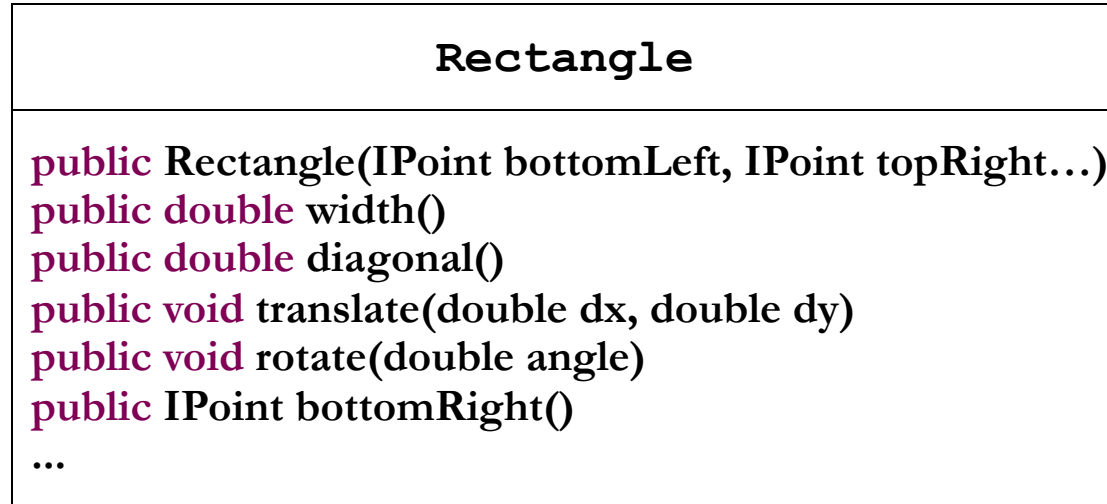 Rectangle
public Rectangle(IPoint bottomLeft, IPoint topRight…)
public double width()
public double diagonal()
public void translate(double dx, double dy)
public void rotate(double angle)
public IPoint bottomRight()
...